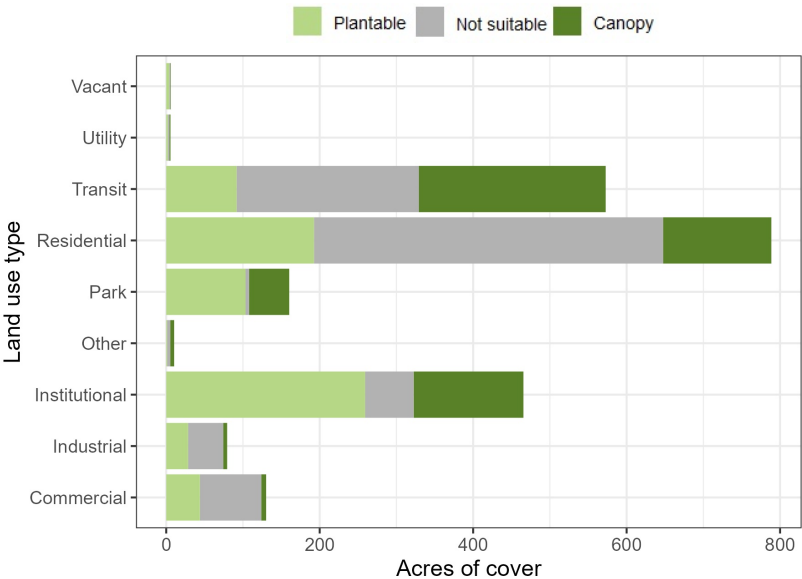 Plantable Not suitable Canopy
Vacant
Utility
Transit
Residential
Park
Other
Institutional
Industrial
Commercial
Land use type
0 200 400 600 800
Acres of cover